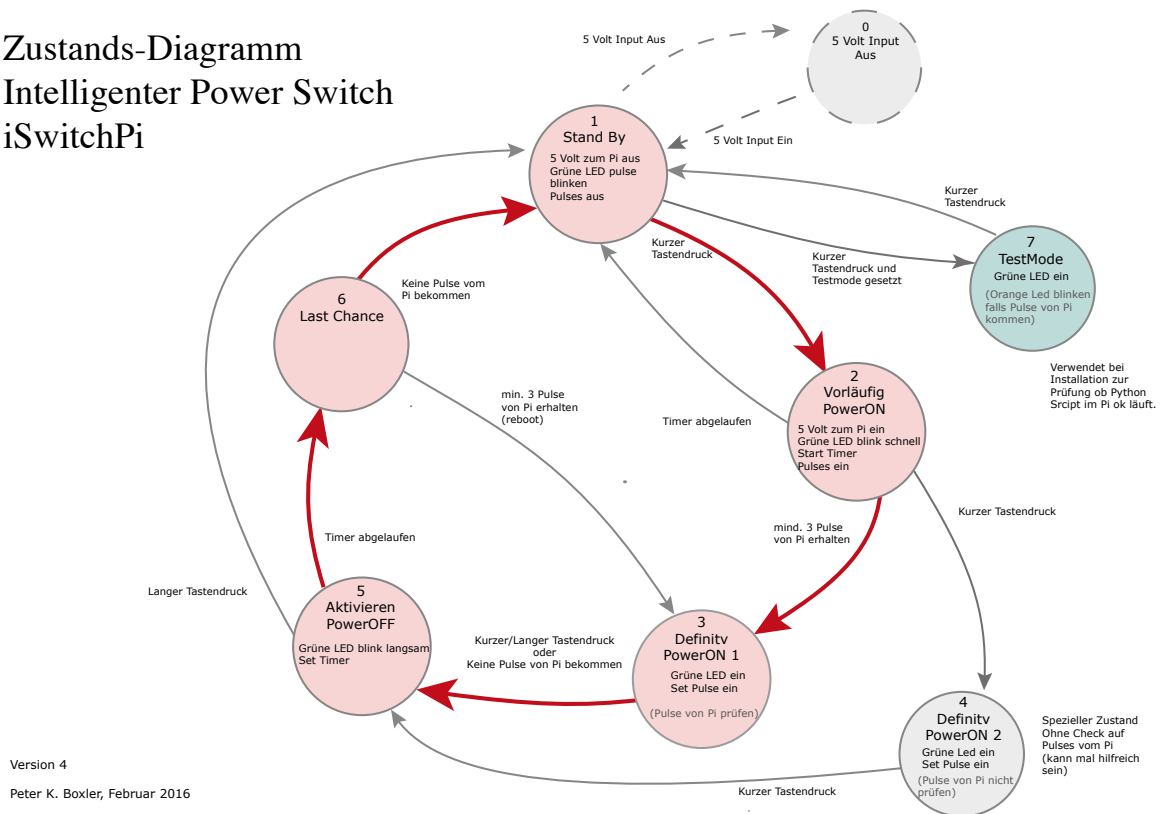 Zustands-Diagramm
Intelligenter Power Switch
iSwitchPi
5 Volt Input Aus
0
5 Volt Input
Aus
5 Volt Input Ein
1
Stand By
5 Volt zum Pi aus
Grüne LED pulse
blinken
Pulses aus
Kurzer
Tastendruck
Kurzer
Tastendruck
Kurzer
Tastendruck und
Testmode gesetzt
7
TestMode
Grüne LED ein
(Orange Led blinken
falls Pulse von Pi
kommen)
Verwendet bei
Installation zur
Prüfung ob Python
Srcipt im Pi ok läuft.
Keine Pulse vom
Pi bekommen
6
Last Chance
min. 3 Pulse
von Pi erhalten
(reboot)
Timer abgelaufen
2
Vorläufig
PowerON
5 Volt zum Pi ein
Grüne LED blink schnell
Start Timer
Pulses ein
Kurzer Tastendruck
mind. 3 Pulse
von Pi erhalten
Timer abgelaufen
Langer Tastendruck
5
Aktivieren
PowerOFF
Grüne LED blink langsam
Set Timer
Kurzer/Langer Tastendruck
oder
Keine Pulse von Pi bekommen
3
Definitv
PowerON 1
Grüne LED ein
Set Pulse ein
(Pulse von Pi prüfen)
4
Definitv
PowerON 2
Grüne Led ein
Set Pulse ein
(Pulse von Pi nicht
prüfen)
Spezieller Zustand
Ohne Check auf
Pulses vom Pi
(kann mal hilfreich
sein)
Kurzer Tastendruck
Version 4
Peter K. Boxler, Februar 2016